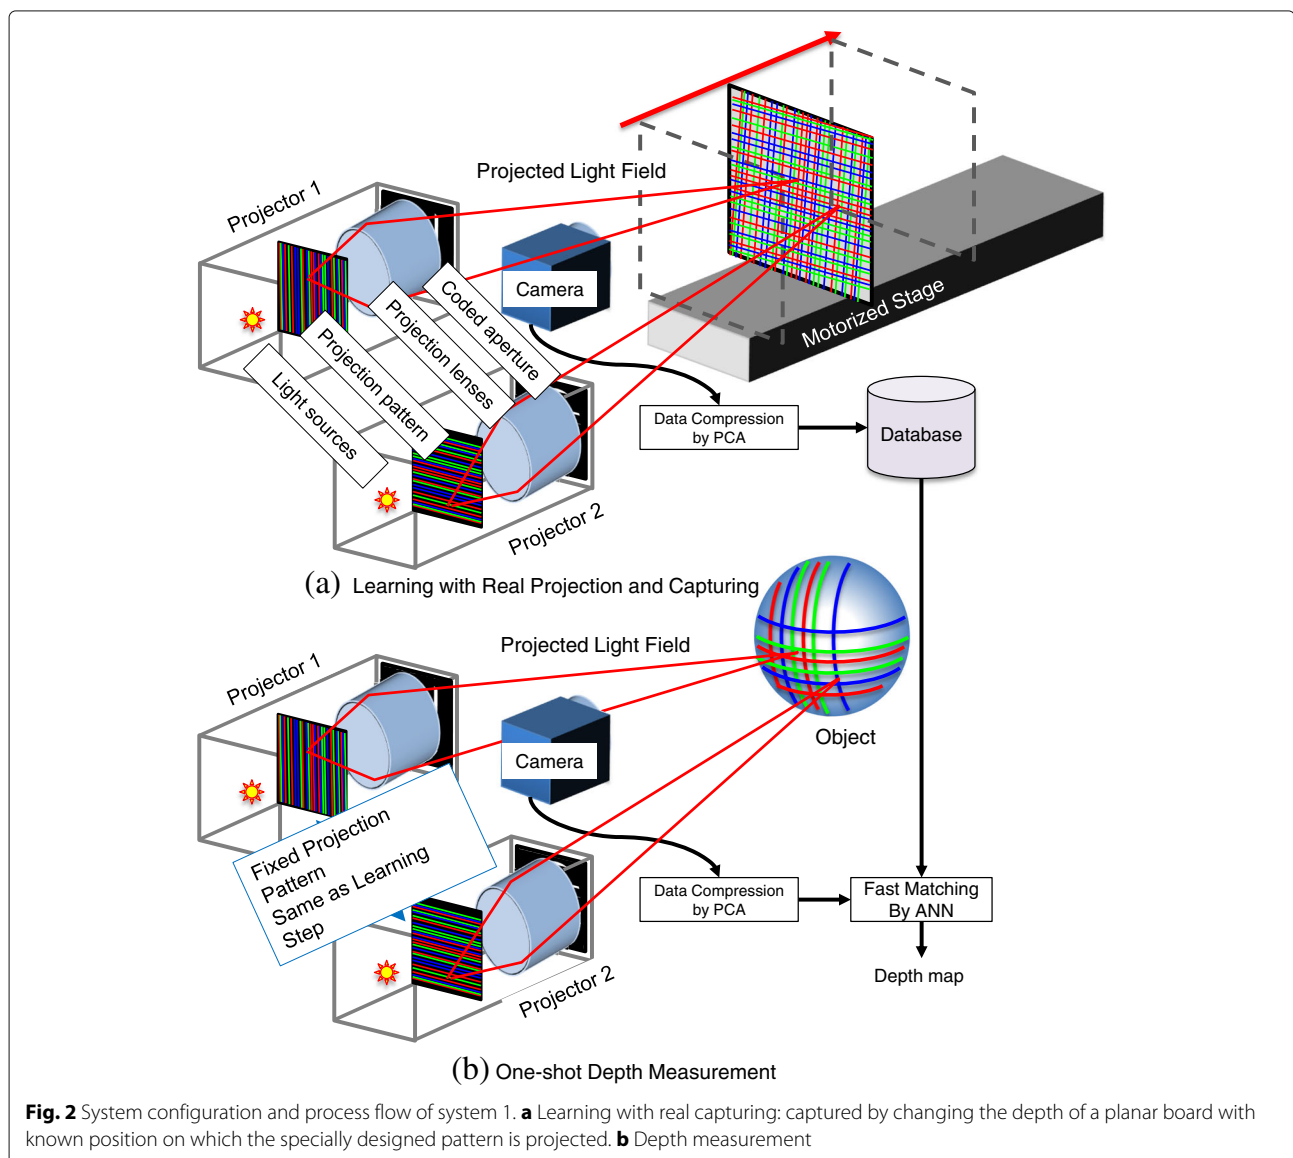 Projected Light Field
Projector 1
Camera
Coded aperture
Projection lenses
Projection pattern
Light sources
Motorized Stage
Data Compression
by PCA
Database
Projector 2
(a) Learning with Real Projection and Capturing
Projected Light Field
Projector 1
Camera
Object
Fixed Projection
Pattern
Same as Learning
Step
Data Compression
by PCA
Fast Matching
By ANN
Projector 2
Depth map
(b) One-shot Depth Measurement
Fig. 2 System configuration and process flow of system 1. a Learning with real capturing: captured by changing the depth of a planar board with
known position on which the specially designed pattern is projected. b Depth measurement